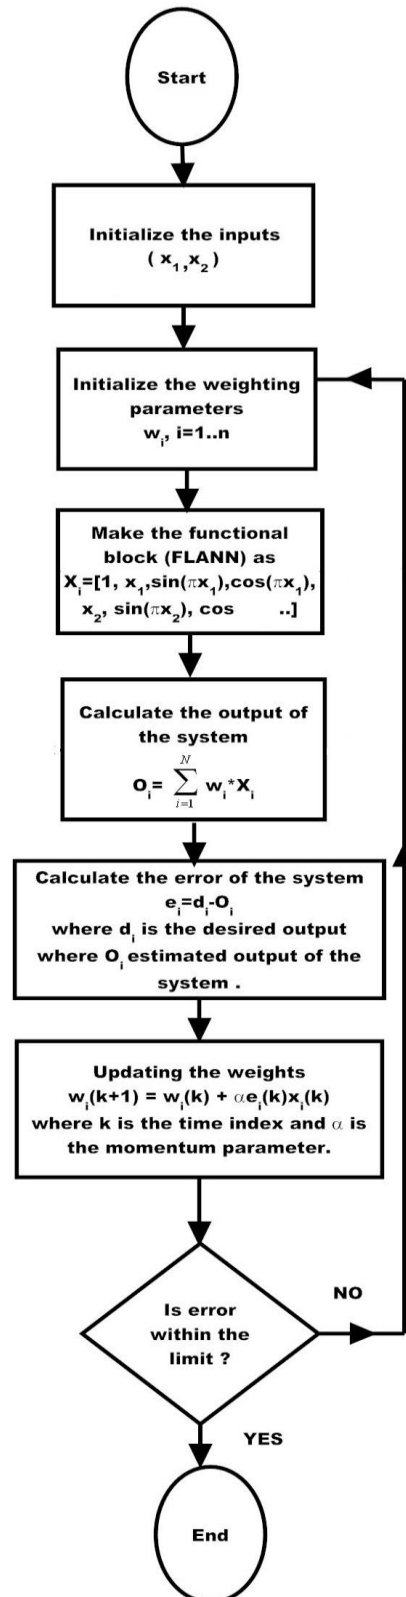 Start
Initialize the inputs
( x₁,x₂ )
Initialize the weighting
parameters
wᵢ, i=1..n
Make the functional
block (FLANN) as
Xᵢ=[1, x₁,sin(πx₁),cos(πx₁),
x₂, sin(πx₂), cos ..]
Calculate the output of
the system
Oᵢ= N ∑ i=1 wᵢ*Xᵢ
Calculate the error of the system
eᵢ=dᵢ-Oᵢ
where dᵢ is the desired output
where Oᵢ estimated output of the
system .
Updating the weights
wᵢ(k+1) = wᵢ(k) + αeᵢ(k)xᵢ(k)
where k is the time index and α is
the momentum parameter.
Is error
within the
limit ?
NO
YES
End